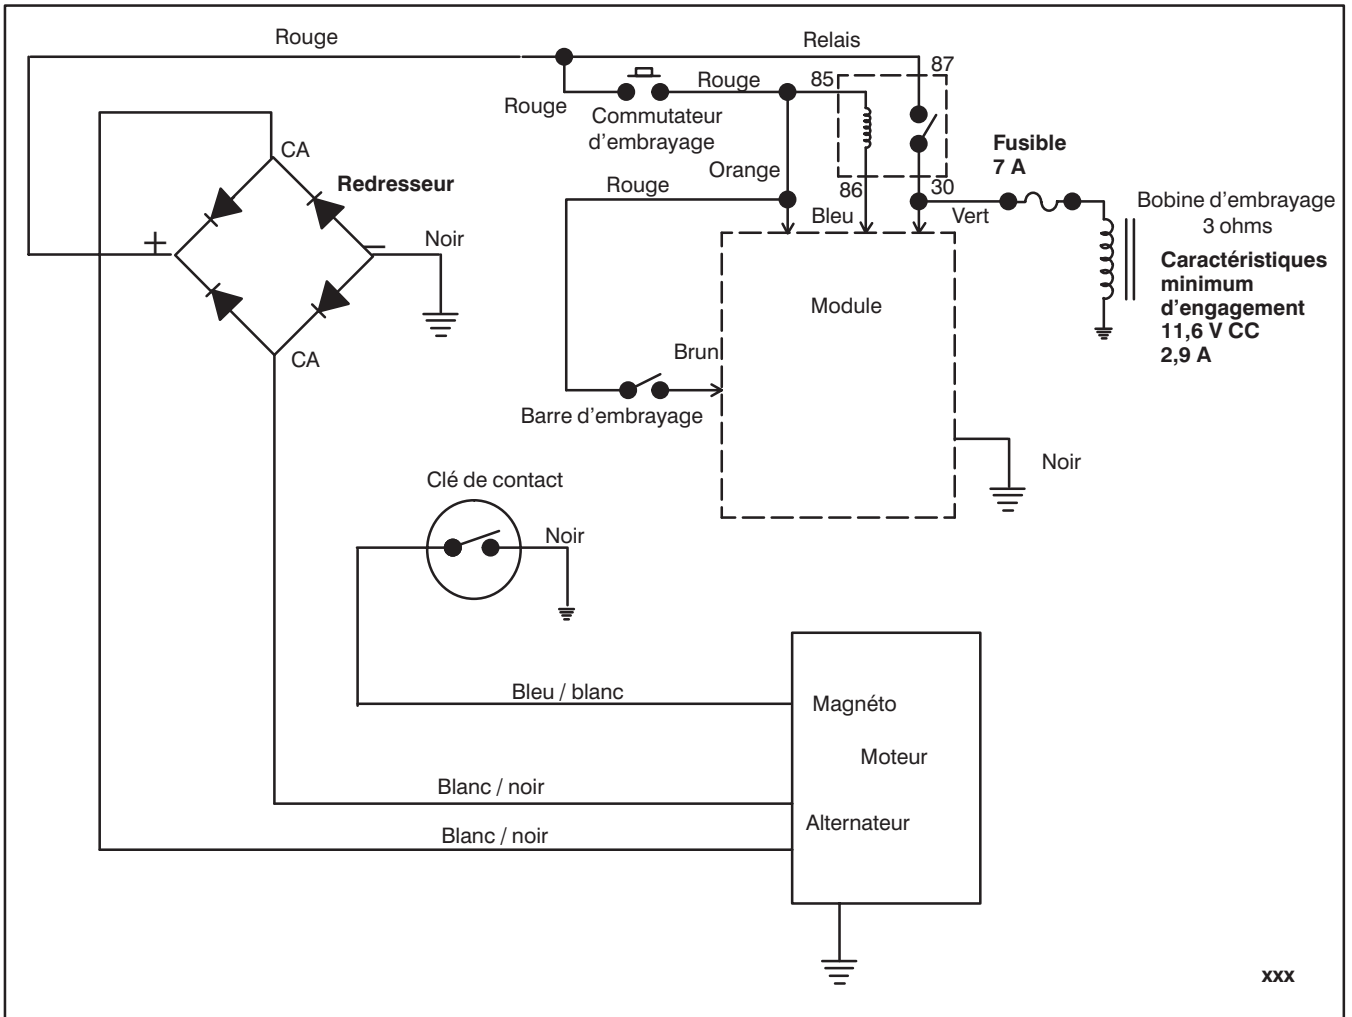 Rouge
Relais
87
Rouge
85
Rouge
Commutateur
d'embrayage
CA
Fusible
7 A
Orange
Redresseur
Rouge
86
30
Bobine d'embrayage
3 ohms
Bleu
Vert
+
Noir
–
Caractéristiques
minimum
d'engagement
11,6 V CC
2,9 A
Module
CA
Brun
Barre d'embrayage
Noir
Clé de contact
Noir
Bleu / blanc
Magnéto
Moteur
Blanc / noir
Alternateur
Blanc / noir
xxx